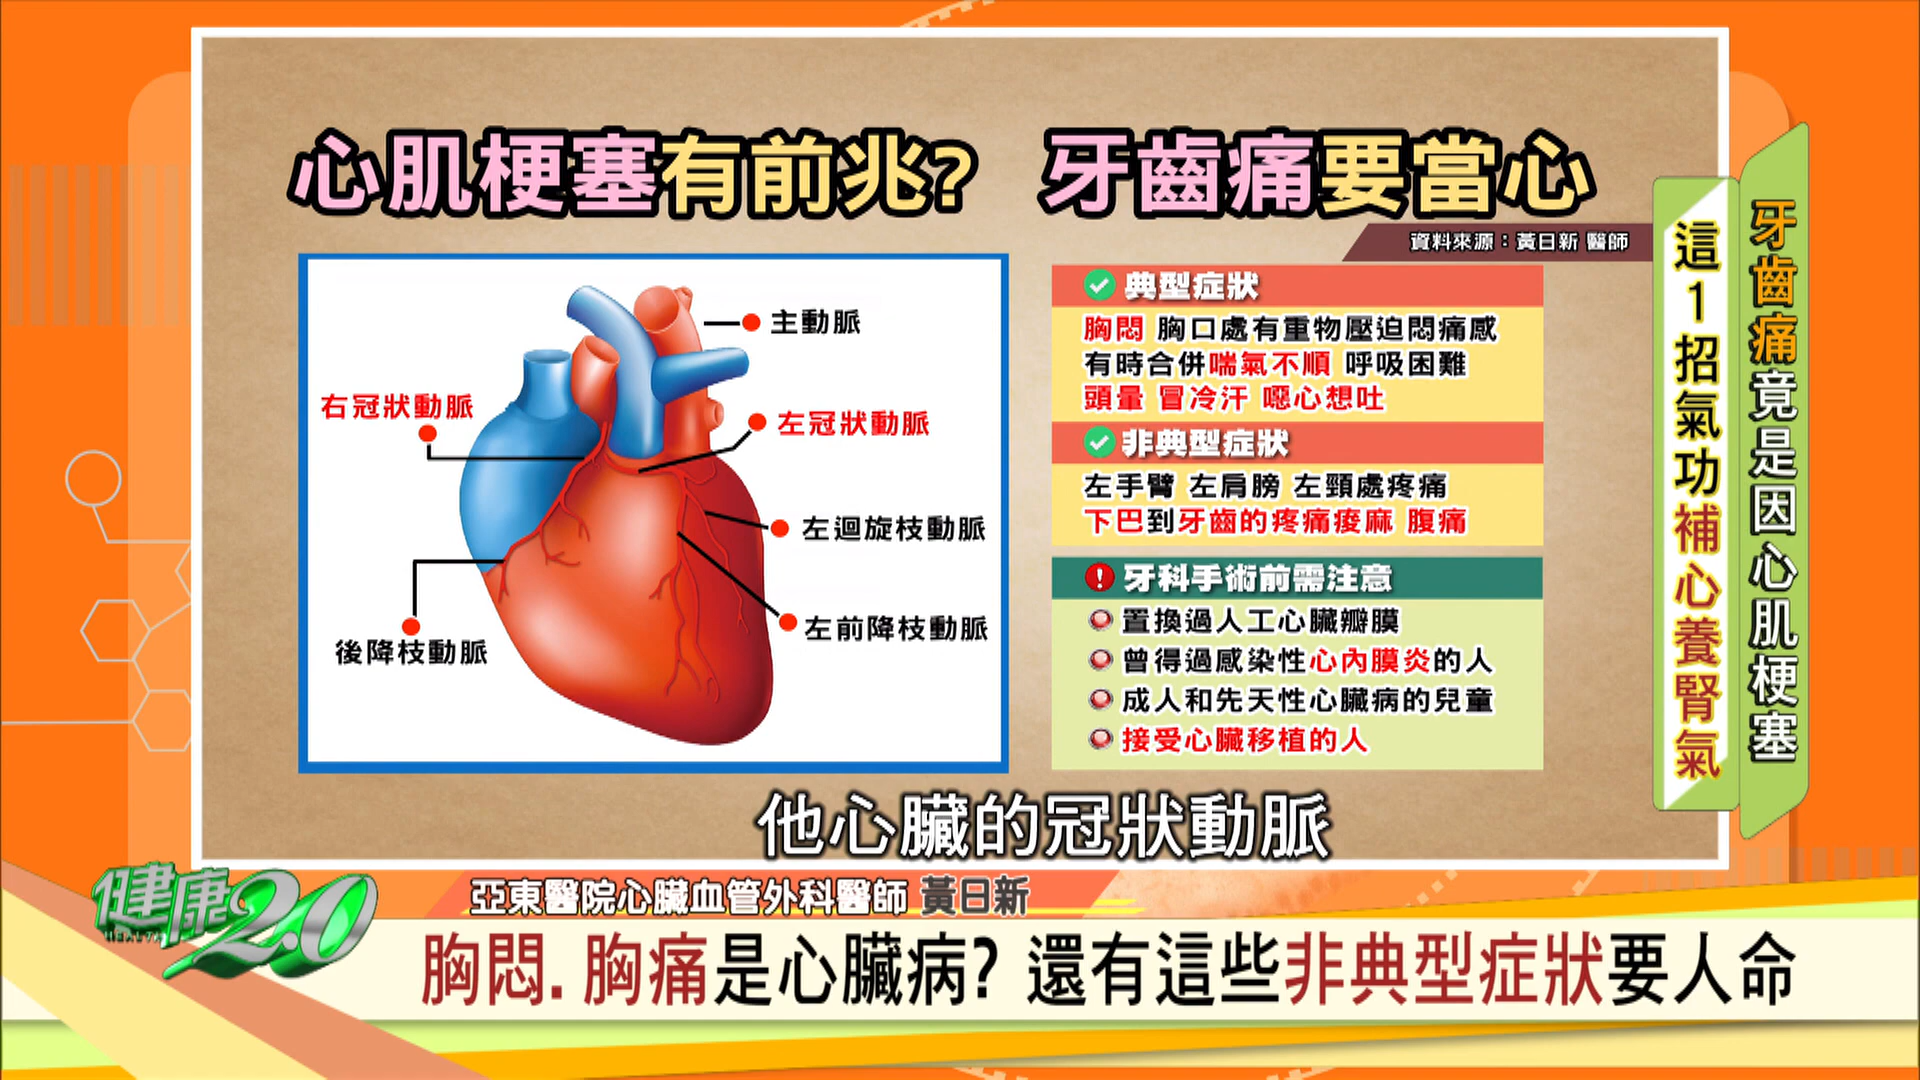 心肌梗塞有前兆? 牙齒痛要當心
資料來源：黃日新 醫師
主動脈
右冠狀動脈
左冠狀動脈
左迴旋枝動脈
左前降枝動脈
後降枝動脈
典型症狀
胸悶 胸口處有重物壓迫悶痛感
有時合併喘氣不順 呼吸困難
頭暈 冒冷汗 噁心想吐
非典型症狀
左手臂 左肩膀 左頸處疼痛
下巴到牙齒的疼痛痠麻 腹痛
牙科手術前需注意
置換過人工心臟瓣膜
曾得過感染性心內膜炎的人
成人和先天性心臟病的兒童
接受心臟移植的人
牙齒痛竟是因心肌梗塞
這1招氣功補心養腎氣
他心臟的冠狀動脈
健康2.0
HEALTH
亞東醫院心臟血管外科醫師 黃日新
胸悶.胸痛是心臟病? 還有這些非典型症狀要人命